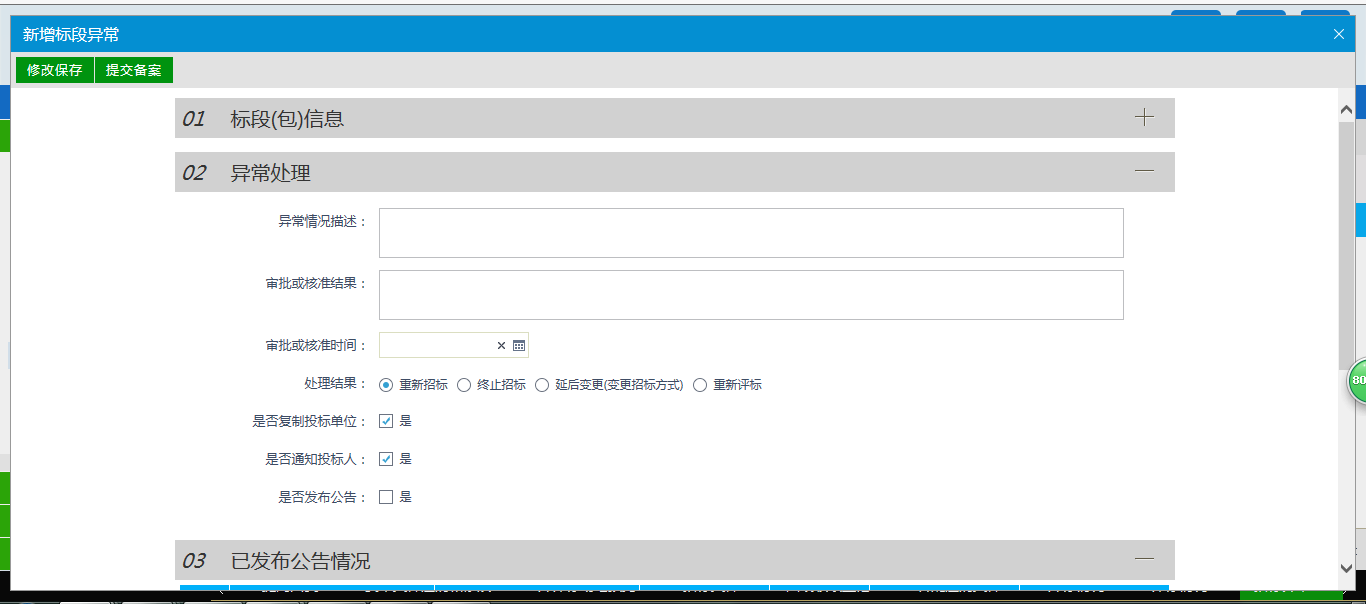 新增标段异常
修改保存 提交备案
01 标段(包)信息
02 异常处理
异常情况描述：
审批或核准结果：
审批或核准时间：
处理结果： 重新招标 终止招标 延后变更(变更招标方式) 重新评标
是否复制投标单位： 是
是否通知投标人： 是
80
是否发布公告： 是
03 已发布公告情况